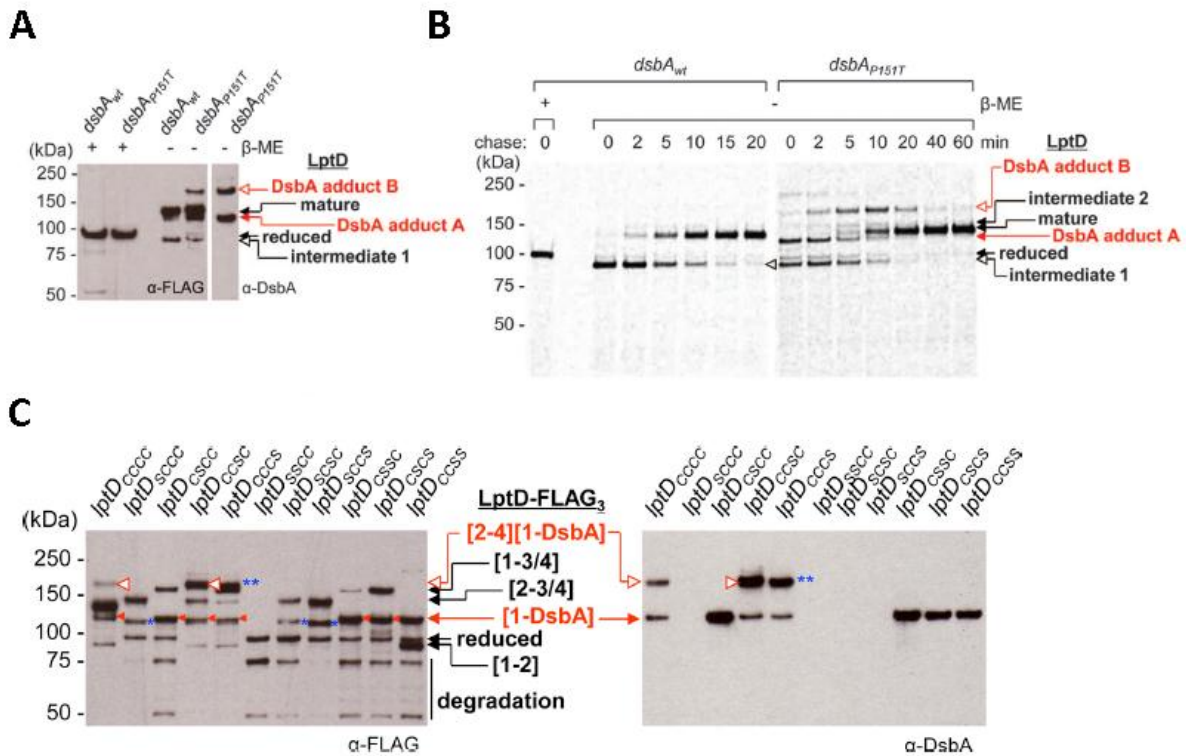 A
dsbAwt
dsbAP151T
dsbAwt
dsbAP151T
dsbAP151T
(kDa) + + - - - β-ME
250 -
150 -
100 -
75 -
50 -
LptD
DsbA adduct B
mature
DsbA adduct A
reduced
intermediate 1
α-FLAG
α-DsbA
B
dsbAwt dsbAP151T
+ - β-ME
chase: 0 0 2 5 10 15 20 0 2 5 10 20 40 60 min
(kDa)
250 -
150 -
100 -
75 -
50 -
LptD
DsbA adduct B
intermediate 2
mature
DsbA adduct A
reduced
intermediate 1
C
lptDCCCC
lptDSCCC
lptDCSCC
lptDCCSC
lptDCCCS
lptDSSCC
lptDSCSC
lptDSCCS
lptDCSSC
lptDCSCS
lptDCCSS
(kDa)
250 -
150 -
100 -
75 -
50 -
**
*
*
*
α-FLAG
LptD-FLAG3
[2-4][1-DsbA]
[1-3/4]
[2-3/4]
[1-DsbA]
reduced
[1-2]
degradation
lptDCCCC
lptDSCCC
lptDCSCC
lptDCCSC
lptDCCCS
lptDSSCC
lptDSCSC
lptDSCCS
lptDCSSC
lptDCSCS
lptDCCSS
**
α-DsbA